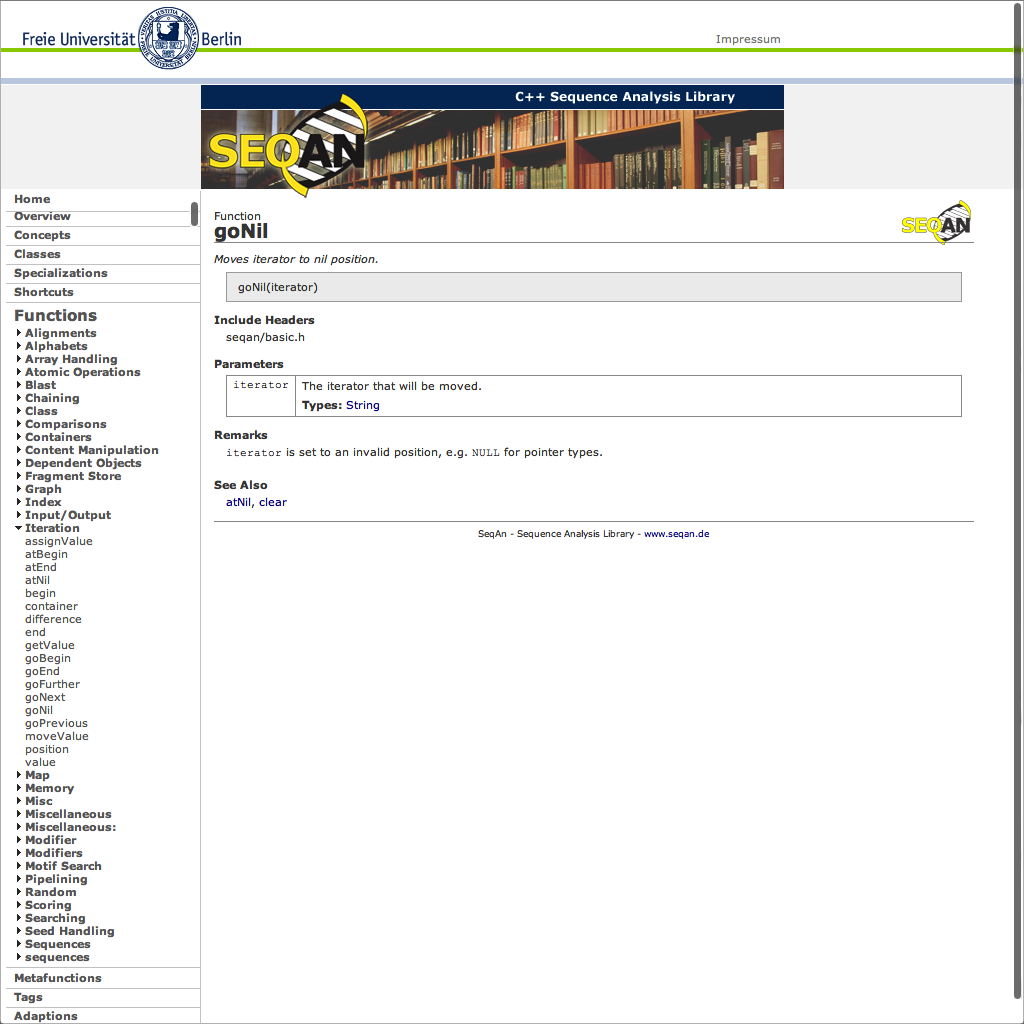 Freie Universität Berlin
Impressum
C++ Sequence Analysis Library
SEQAN
Home
Overview
Concepts
Classes
Specializations
Shortcuts
Functions
Alignments
Alphabets
Array Handling
Atomic Operations
Blast
Chaining
Class
Comparisons
Containers
Content Manipulation
Dependent Objects
Fragment Store
Graph
Index
Input/Output
Iteration
assignValue
atBegin
atEnd
atNil
begin
container
difference
end
getValue
goBegin
goEnd
goFurther
goNext
goNil
goPrevious
moveValue
position
value
Map
Memory
Misc
Miscellaneous
Miscellaneous:
Modifier
Modifiers
Motif Search
Pipelining
Random
Scoring
Searching
Seed Handling
Sequences
sequences
Metafunctions
Tags
Adaptions
Function
goNil
SEQAN
Moves iterator to nil position.
goNil(iterator)
Include Headers
seqan/basic.h
Parameters
iterator The iterator that will be moved.
Types: String
Remarks
iterator is set to an invalid position, e.g. NULL for pointer types.
See Also
atNil, clear
SeqAn - Sequence Analysis Library - www.seqan.de